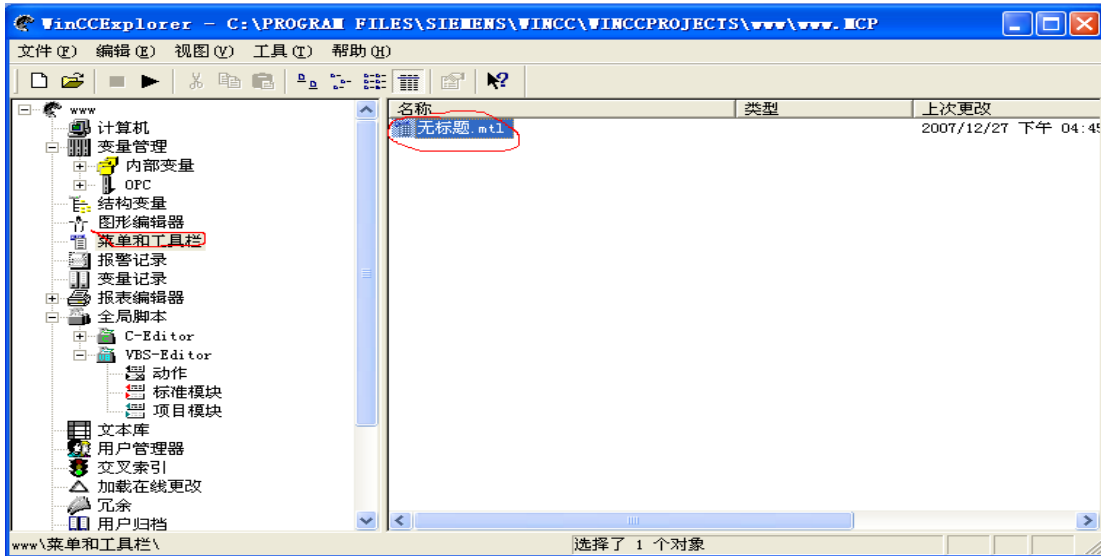 WinCCExplorer - C:\PROGRAM FILES\SIEMENS\WINCC\WINCCPROJECTS\www\www.MCP
文件(F) 编辑(E) 视图(V) 工具(T) 帮助(H)
www
计算机
变量管理
内部变量
OPC
结构变量
图形编辑器
菜单和工具栏
报警记录
变量记录
报表编辑器
全局脚本
C-Editor
VBS-Editor
动作
标准模块
项目模块
文本库
用户管理器
交叉索引
加载在线更改
冗余
用户归档
名称 类型 上次更改
无标题.mtl 2007/12/27 下午 04:45
www\菜单和工具栏\ 选择了 1 个对象